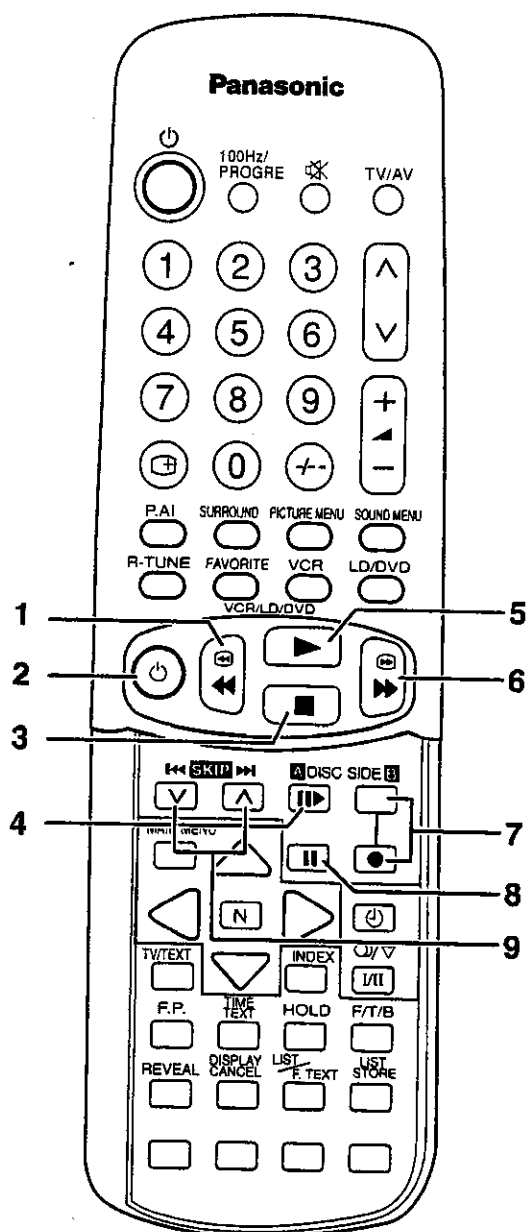 Panasonic
100Hz/
PROGRE TV/AV
1 2 3
4 5 6
7 8 9
+
0 -/-- −
P.AI SURROUND PICTURE MENU SOUND MENU
R-TUNE FAVORITE VCR LD/DVD
VCR/LD/DVD
1
5
2
6
3
SKIP A DISC SIDE B
4
7
MAIN MENU
8
N
9
TV/TEXT INDEX I/II
F.P. TIME TEXT HOLD F/T/B
REVEAL DISPLAY CANCEL LIST/F.TEXT LIST STORE